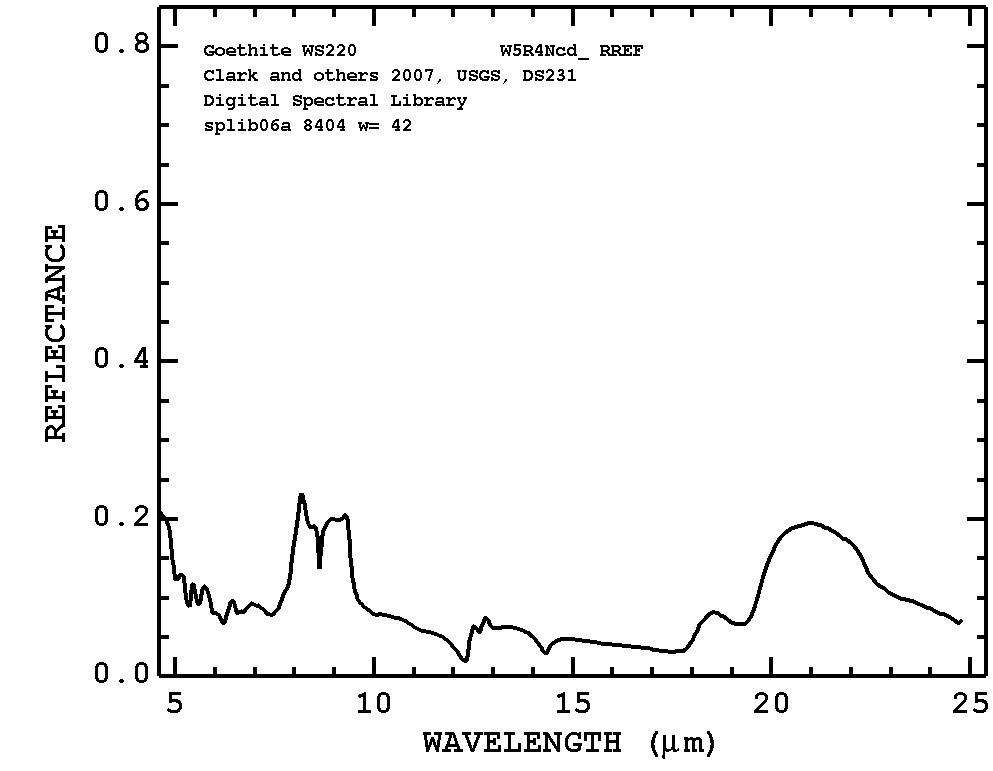 Goethite WS220 W5R4Ncd_ RREF
Clark and others 2007, USGS, DS231
Digital Spectral Library
splib06a 8404 w= 42
REFLECTANCE
0.8
0.6
0.4
0.2
0.0
5 10 15 20 25
WAVELENGTH (μm)